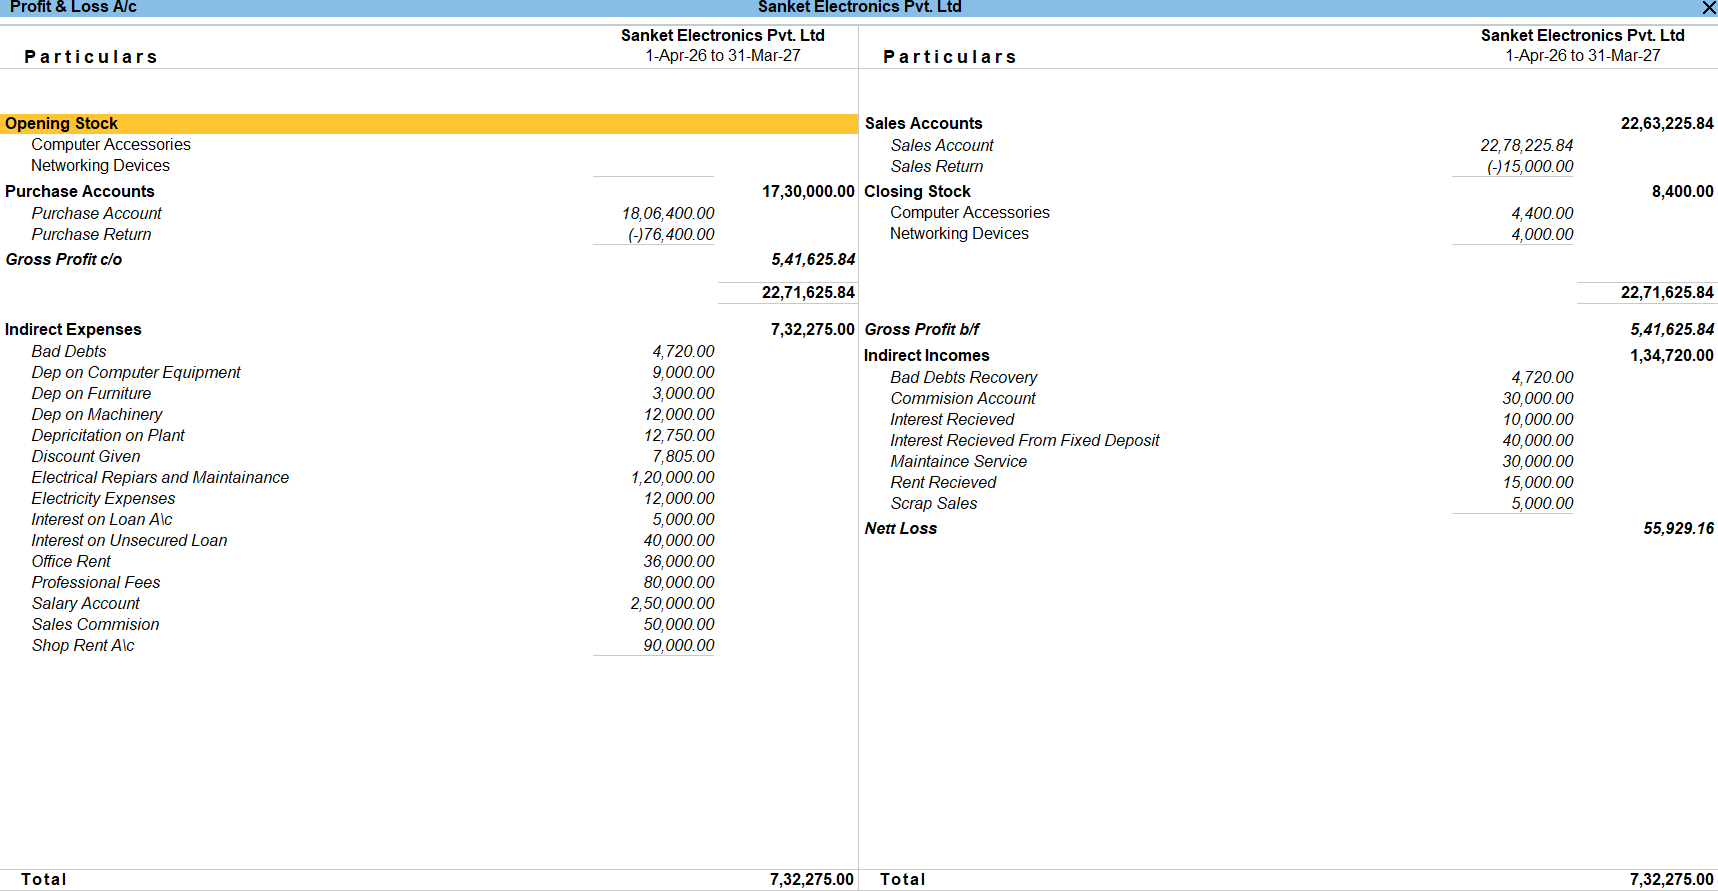 Profit & Loss A/c Sanket Electronics Pvt. Ltd X
Particulars Sanket Electronics Pvt. Ltd 1-Apr-26 to 31-Mar-27
Opening Stock
Computer Accessories
Networking Devices
Purchase Accounts 17,30,000.00
Purchase Account 18,06,400.00
Purchase Return (-)76,400.00
Gross Profit c/o 5,41,625.84
22,71,625.84
Indirect Expenses 7,32,275.00
Bad Debts 4,720.00
Dep on Computer Equipment 9,000.00
Dep on Furniture 3,000.00
Dep on Machinery 12,000.00
Depricitation on Plant 12,750.00
Discount Given 7,805.00
Electrical Repiars and Maintainance 1,20,000.00
Electricity Expenses 12,000.00
Interest on Loan A\c 5,000.00
Interest on Unsecured Loan 40,000.00
Office Rent 36,000.00
Professional Fees 80,000.00
Salary Account 2,50,000.00
Sales Commision 50,000.00
Shop Rent A\c 90,000.00
Total 7,32,275.00
Particulars Sanket Electronics Pvt. Ltd 1-Apr-26 to 31-Mar-27
Sales Accounts 22,63,225.84
Sales Account 22,78,225.84
Sales Return (-)15,000.00
Closing Stock 8,400.00
Computer Accessories 4,400.00
Networking Devices 4,000.00
22,71,625.84
Gross Profit b/f 5,41,625.84
Indirect Incomes 1,34,720.00
Bad Debts Recovery 4,720.00
Commision Account 30,000.00
Interest Recieved 10,000.00
Interest Recieved From Fixed Deposit 40,000.00
Maintaince Service 30,000.00
Rent Recieved 15,000.00
Scrap Sales 5,000.00
Nett Loss 55,929.16
Total 7,32,275.00